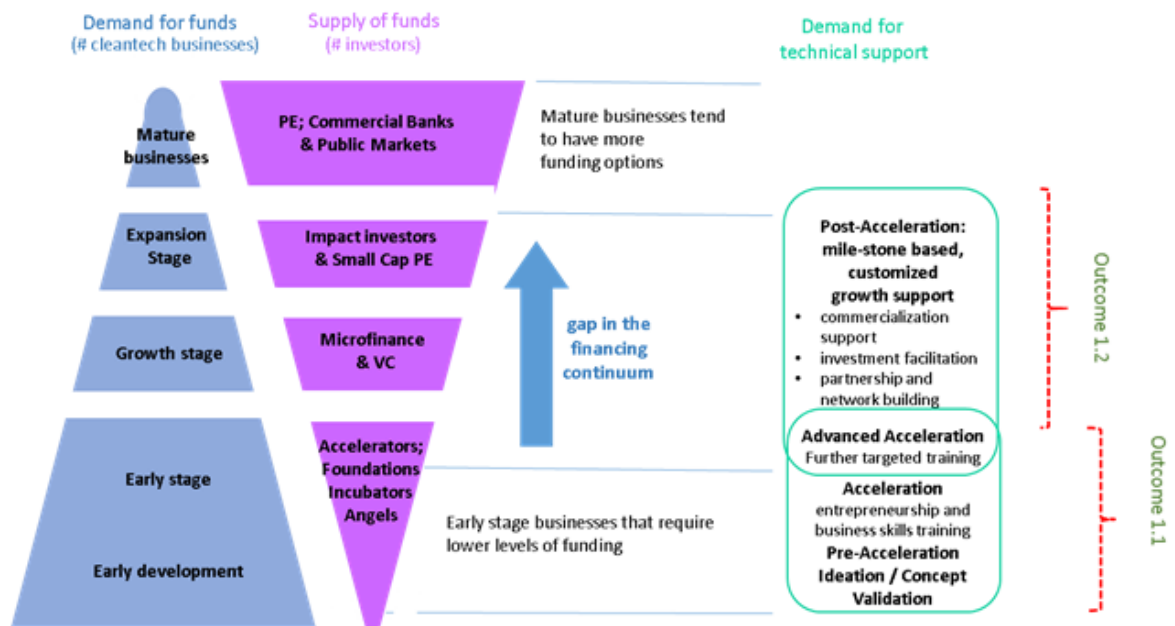 Demand for funds
(# cleantech businesses)
Supply of funds
(# investors)
Demand for
technical support
Mature
businesses
PE; Commercial Banks
& Public Markets
Mature businesses tend
to have more
funding options
Expansion
Stage
Impact investors
& Small Cap PE
Growth stage
Microfinance
& VC
gap in the
financing
continuum
Early stage
Early development
Accelerators;
Foundations
Incubators
Angels
Early stage businesses that require
lower levels of funding
Post-Acceleration:
mile-stone based,
customized
growth support
• commercialization
support
• investment facilitation
• partnership and
network building
Advanced Acceleration
Further targeted training
Acceleration
entrepreneurship and
business skills training
Pre-Acceleration
Ideation / Concept
Validation
Outcome 1.2
Outcome 1.1